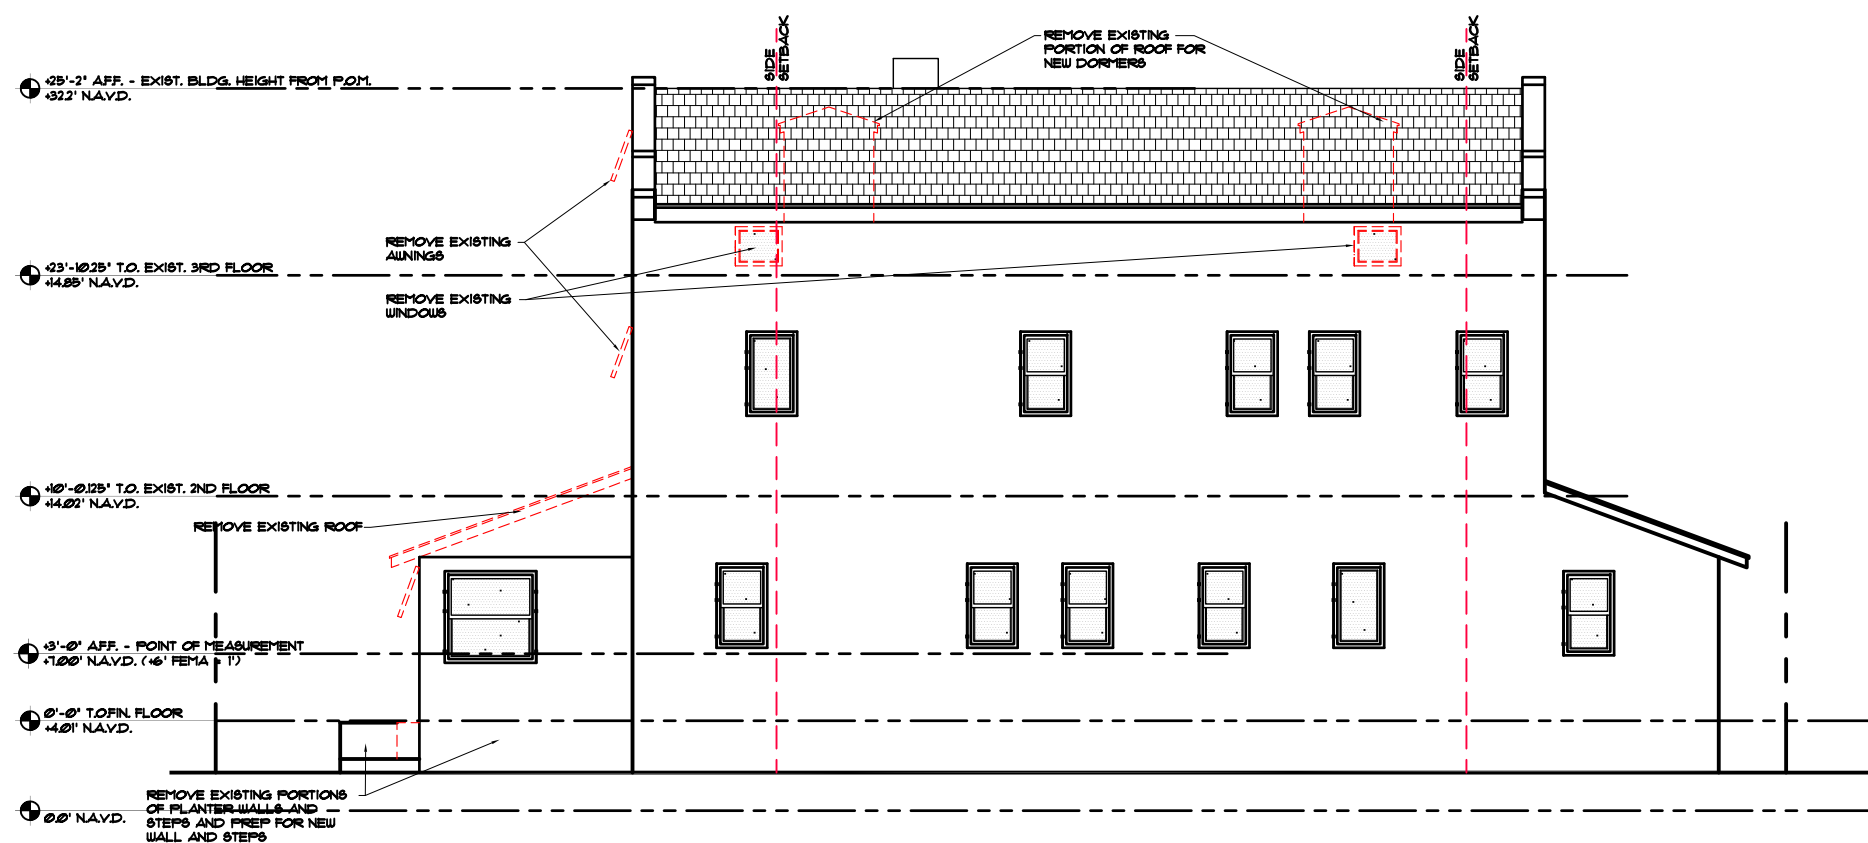 SIDE
SETBACK
REMOVE EXISTING
PORTION OF ROOF FOR
NEW DORMERS
SIDE
SETBACK
+25'-2" A.F.F. - EXIST. BLDG. HEIGHT FROM P.O.M.
+32.2' N.A.V.D.
REMOVE EXISTING
AWNINGS
+23'-10.25" T.O. EXIST. 3RD FLOOR
+14.85' N.A.V.D.
REMOVE EXISTING
WINDOWS
+10'-0.125" T.O. EXIST. 2ND FLOOR
+14.02' N.A.V.D.
REMOVE EXISTING ROOF
+3'-0" A.F.F. - POINT OF MEASUREMENT
+7.00' N.A.V.D. (+6' FEMA + 1')
0'-0" T.O.FIN. FLOOR
+4.01' N.A.V.D.
REMOVE EXISTING PORTIONS
OF PLANTER WALLS AND
STEPS AND PREP FOR NEW
WALL AND STEPS
0.0' N.A.V.D.